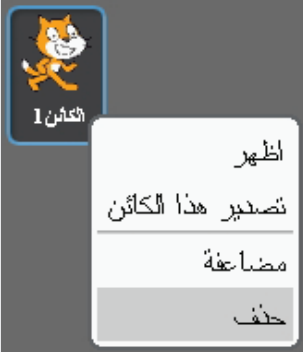 الكائن1
اظهر
تصدير هذا الكائن
مضاعفة
حذف